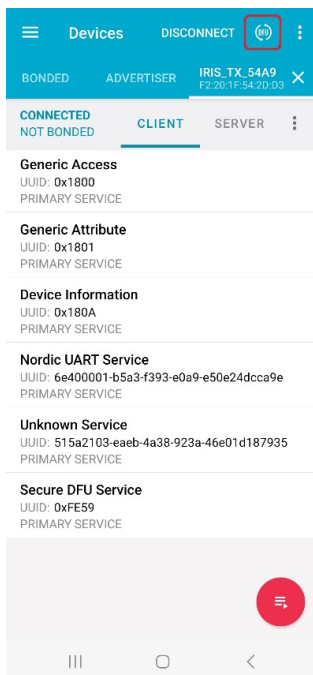 Devices DISCONNECT DFU
BONDED ADVERTISER IRIS_TX_54A9
F2:20:1F:54:2D:D3
CONNECTED
NOT BONDED CLIENT SERVER
Generic Access
UUID: 0x1800
PRIMARY SERVICE
Generic Attribute
UUID: 0x1801
PRIMARY SERVICE
Device Information
UUID: 0x180A
PRIMARY SERVICE
Nordic UART Service
UUID: 6e400001-b5a3-f393-e0a9-e50e24dcca9e
PRIMARY SERVICE
Unknown Service
UUID: 515a2103-eaeb-4a38-923a-46e01d187935
PRIMARY SERVICE
Secure DFU Service
UUID: 0xFE59
PRIMARY SERVICE